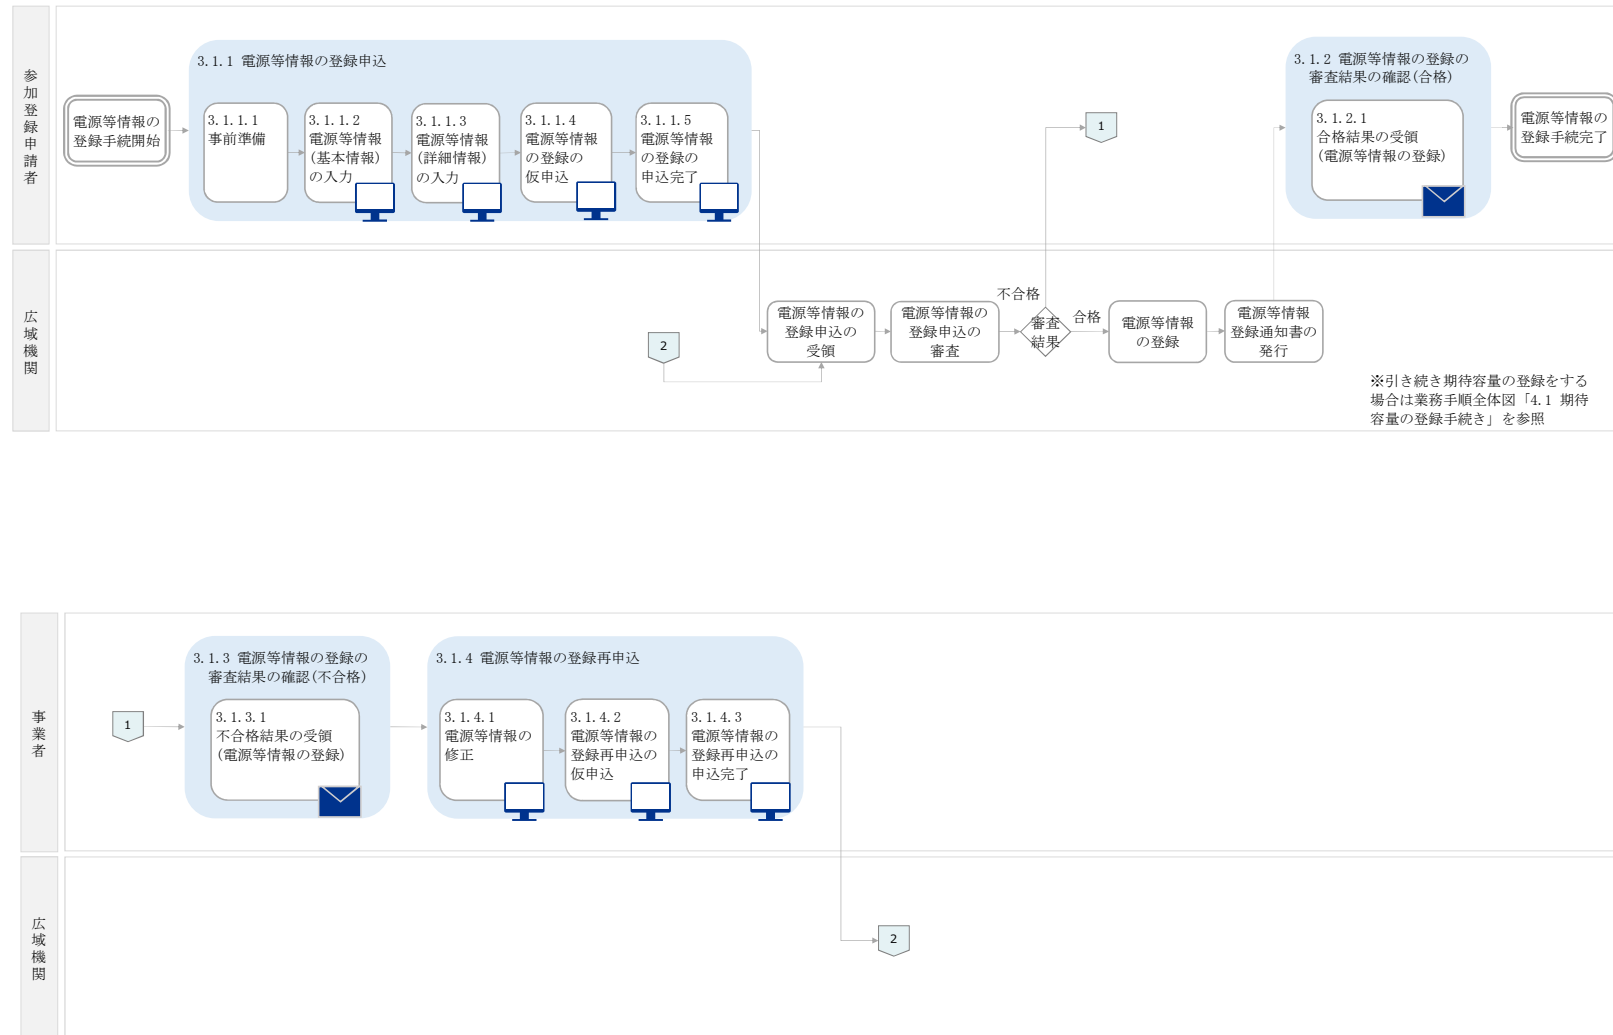 参加登録申請者
電源等情報の
登録手続開始
3.1.1 電源等情報の登録申込
3.1.1.1
事前準備
3.1.1.2
電源等情報
(基本情報)
の入力
3.1.1.3
電源等情報
(詳細情報)
の入力
3.1.1.4
電源等情報
の登録の
仮申込
3.1.1.5
電源等情報
の登録の
申込完了
1
3.1.2 電源等情報の登録の
審査結果の確認(合格)
3.1.2.1
合格結果の受領
(電源等情報の登録)
電源等情報の
登録手続完了
広域機関
2
電源等情報の
登録申込の
受領
電源等情報の
登録申込の
審査
不合格
審査
結果
合格
電源等情報
の登録
電源等情報
登録通知書の
発行
※引き続き期待容量の登録をする
場合は業務手順全体図「4.1 期待
容量の登録手続き」を参照
事業者
1
3.1.3 電源等情報の登録の
審査結果の確認(不合格)
3.1.3.1
不合格結果の受領
(電源等情報の登録)
3.1.4 電源等情報の登録再申込
3.1.4.1
電源等情報の
修正
3.1.4.2
電源等情報の
登録再申込の
仮申込
3.1.4.3
電源等情報の
登録再申込の
申込完了
広域機関
2